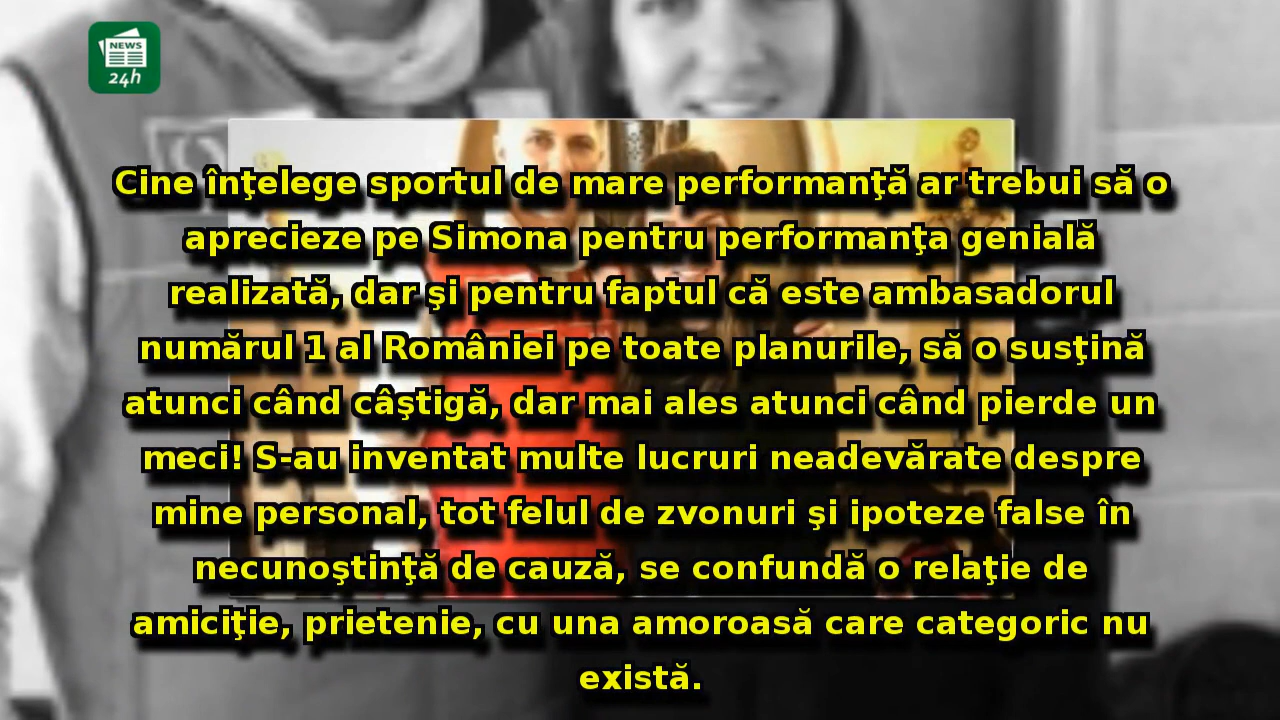 NEWS
24h
Cine înţelege sportul de mare performanţă ar trebui să o
aprecieze pe Simona pentru performanţa genială
realizată, dar şi pentru faptul că este ambasadorul
numărul 1 al României pe toate planurile, să o susţină
atunci când câştigă, dar mai ales atunci când pierde un
meci! S-au inventat multe lucruri neadevărate despre
mine personal, tot felul de zvonuri şi ipoteze false în
necunoştinţă de cauză, se confundă o relaţie de
amiciţie, prietenie, cu una amoroasă care categoric nu
există.